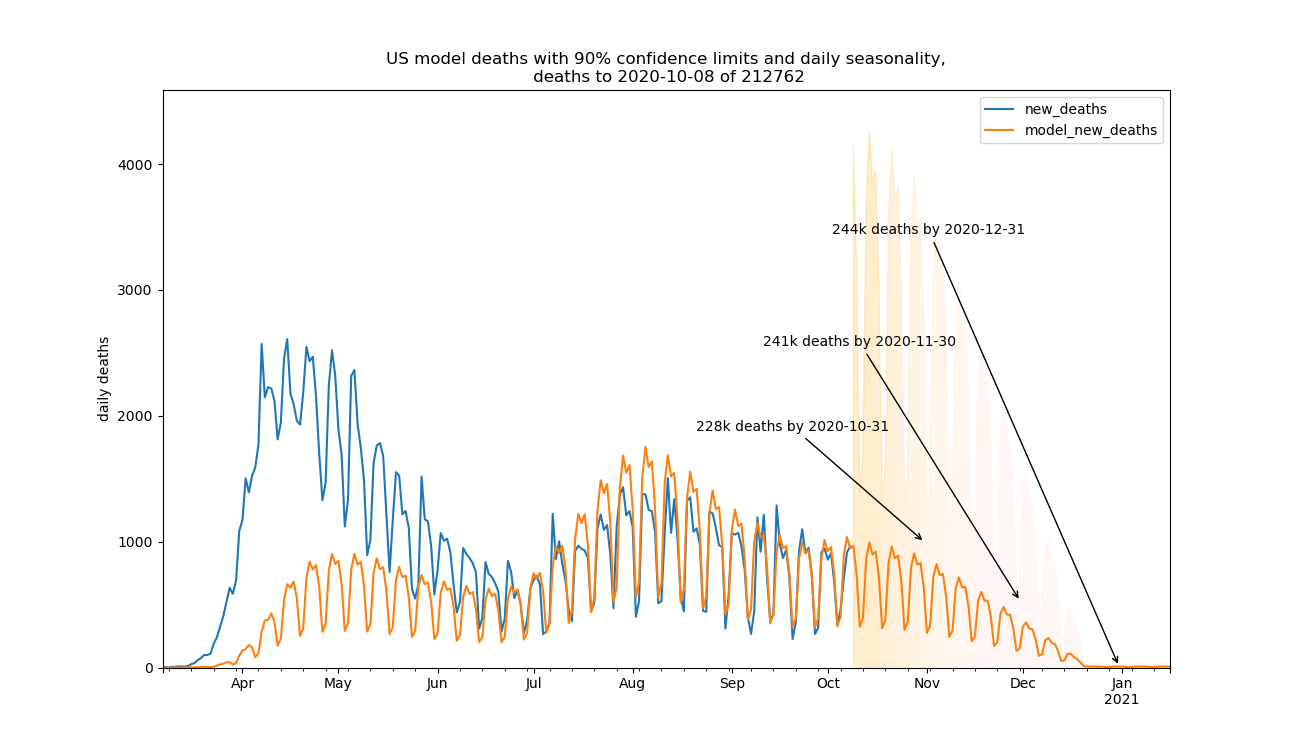 US model deaths with 90% confidence limits and daily seasonality,
deaths to 2020-10-08 of 212762
new_deaths
model_new_deaths
4000
3000
2000
1000
0
daily deaths
244k deaths by 2020-12-31
241k deaths by 2020-11-30
228k deaths by 2020-10-31
Apr May Jun Jul Aug Sep Oct Nov Dec Jan
2021